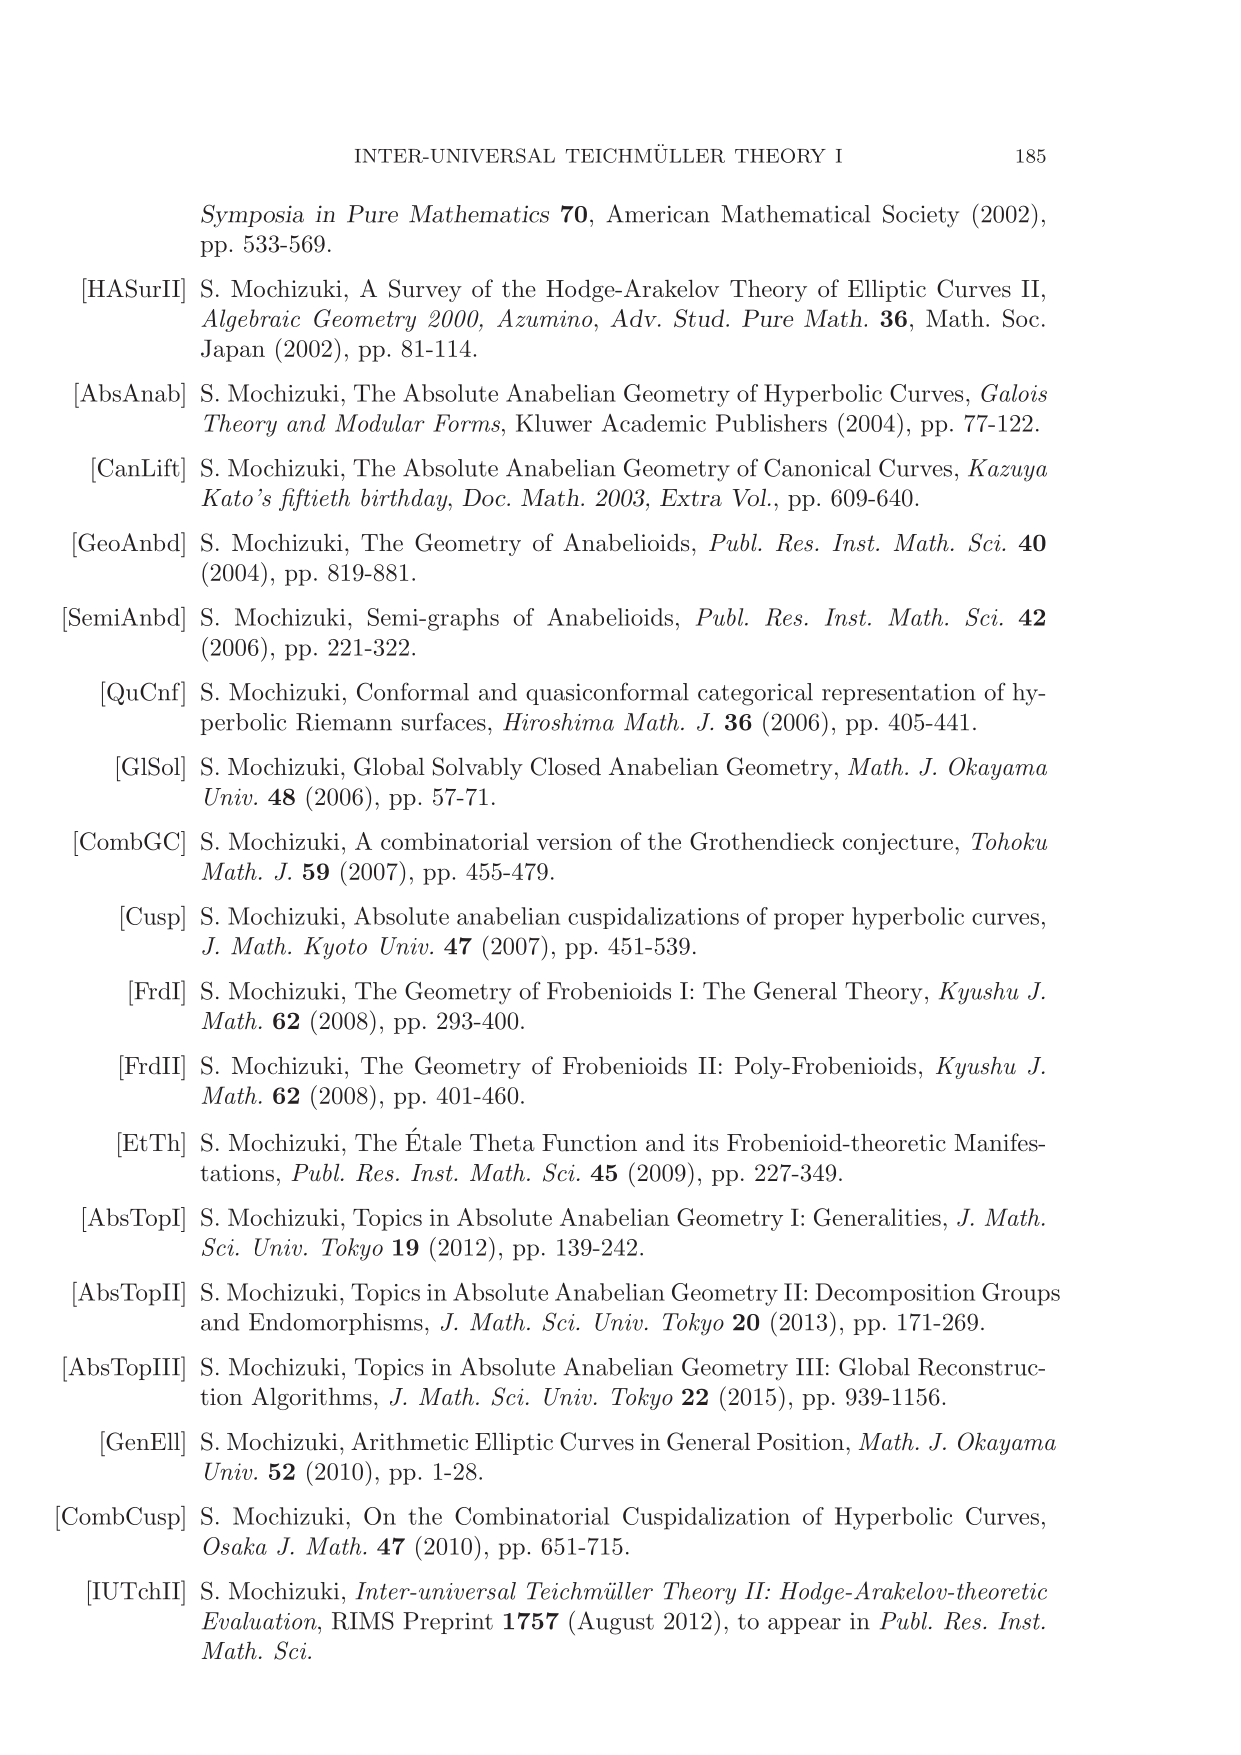 INTER-UNIVERSAL TEICHMÜLLER THEORY I 185
Symposia in Pure Mathematics 70, American Mathematical Society (2002),
pp. 533-569.
[HASurII] S. Mochizuki, A Survey of the Hodge-Arakelov Theory of Elliptic Curves II,
Algebraic Geometry 2000, Azumino, Adv. Stud. Pure Math. 36, Math. Soc.
Japan (2002), pp. 81-114.
[AbsAnab] S. Mochizuki, The Absolute Anabelian Geometry of Hyperbolic Curves, Galois
Theory and Modular Forms, Kluwer Academic Publishers (2004), pp. 77-122.
[CanLift] S. Mochizuki, The Absolute Anabelian Geometry of Canonical Curves, Kazuya
Kato's fiftieth birthday, Doc. Math. 2003, Extra Vol., pp. 609-640.
[GeoAnbd] S. Mochizuki, The Geometry of Anabelioids, Publ. Res. Inst. Math. Sci. 40
(2004), pp. 819-881.
[SemiAnbd] S. Mochizuki, Semi-graphs of Anabelioids, Publ. Res. Inst. Math. Sci. 42
(2006), pp. 221-322.
[QuCnf] S. Mochizuki, Conformal and quasiconformal categorical representation of hy-
perbolic Riemann surfaces, Hiroshima Math. J. 36 (2006), pp. 405-441.
[GlSol] S. Mochizuki, Global Solvably Closed Anabelian Geometry, Math. J. Okayama
Univ. 48 (2006), pp. 57-71.
[CombGC] S. Mochizuki, A combinatorial version of the Grothendieck conjecture, Tohoku
Math. J. 59 (2007), pp. 455-479.
[Cusp] S. Mochizuki, Absolute anabelian cuspidalizations of proper hyperbolic curves,
J. Math. Kyoto Univ. 47 (2007), pp. 451-539.
[FrdI] S. Mochizuki, The Geometry of Frobenioids I: The General Theory, Kyushu J.
Math. 62 (2008), pp. 293-400.
[FrdII] S. Mochizuki, The Geometry of Frobenioids II: Poly-Frobenioids, Kyushu J.
Math. 62 (2008), pp. 401-460.
[EtTh] S. Mochizuki, The Étale Theta Function and its Frobenioid-theoretic Manifes-
tations, Publ. Res. Inst. Math. Sci. 45 (2009), pp. 227-349.
[AbsTopI] S. Mochizuki, Topics in Absolute Anabelian Geometry I: Generalities, J. Math.
Sci. Univ. Tokyo 19 (2012), pp. 139-242.
[AbsTopII] S. Mochizuki, Topics in Absolute Anabelian Geometry II: Decomposition Groups
and Endomorphisms, J. Math. Sci. Univ. Tokyo 20 (2013), pp. 171-269.
[AbsTopIII] S. Mochizuki, Topics in Absolute Anabelian Geometry III: Global Reconstruc-
tion Algorithms, J. Math. Sci. Univ. Tokyo 22 (2015), pp. 939-1156.
[GenEll] S. Mochizuki, Arithmetic Elliptic Curves in General Position, Math. J. Okayama
Univ. 52 (2010), pp. 1-28.
[CombCusp] S. Mochizuki, On the Combinatorial Cuspidalization of Hyperbolic Curves,
Osaka J. Math. 47 (2010), pp. 651-715.
[IUTchII] S. Mochizuki, Inter-universal Teichmüller Theory II: Hodge-Arakelov-theoretic
Evaluation, RIMS Preprint 1757 (August 2012), to appear in Publ. Res. Inst.
Math. Sci.